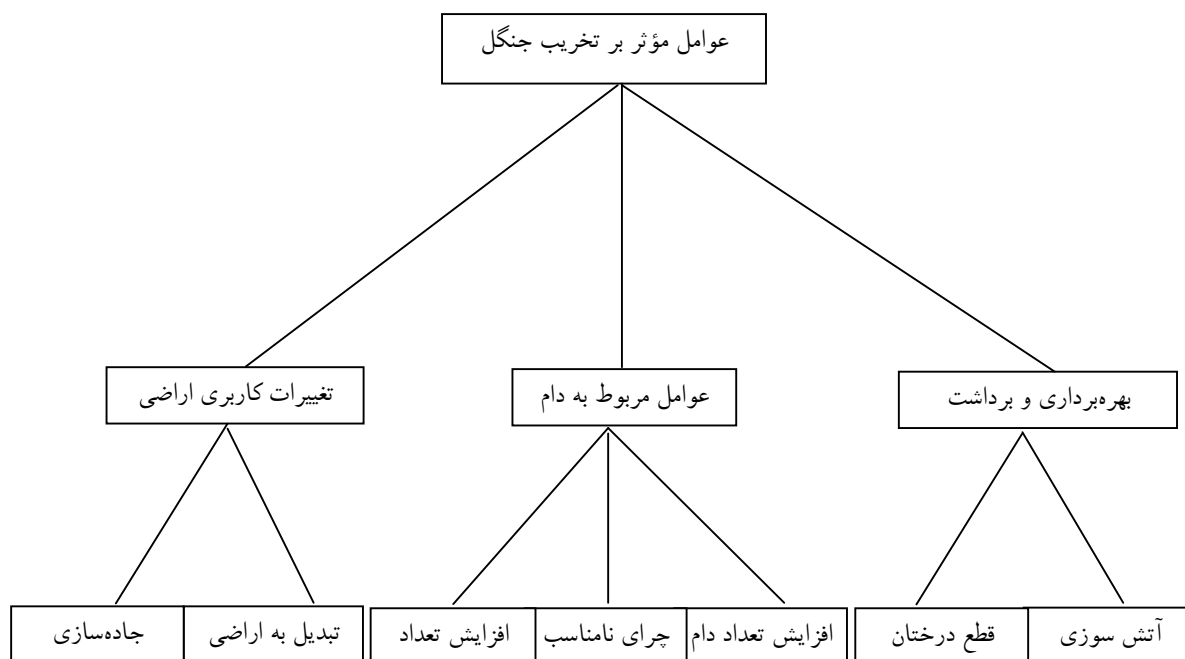 عوامل مؤثر بر تخریب جنگل
بهره‌برداری و برداشت
عوامل مربوط به دام
تغییرات کاربری اراضی
آتش سوزی
قطع درختان
افزایش تعداد دام
چرای نامناسب
افزایش تعداد
تبدیل به اراضی
جاده‌سازی